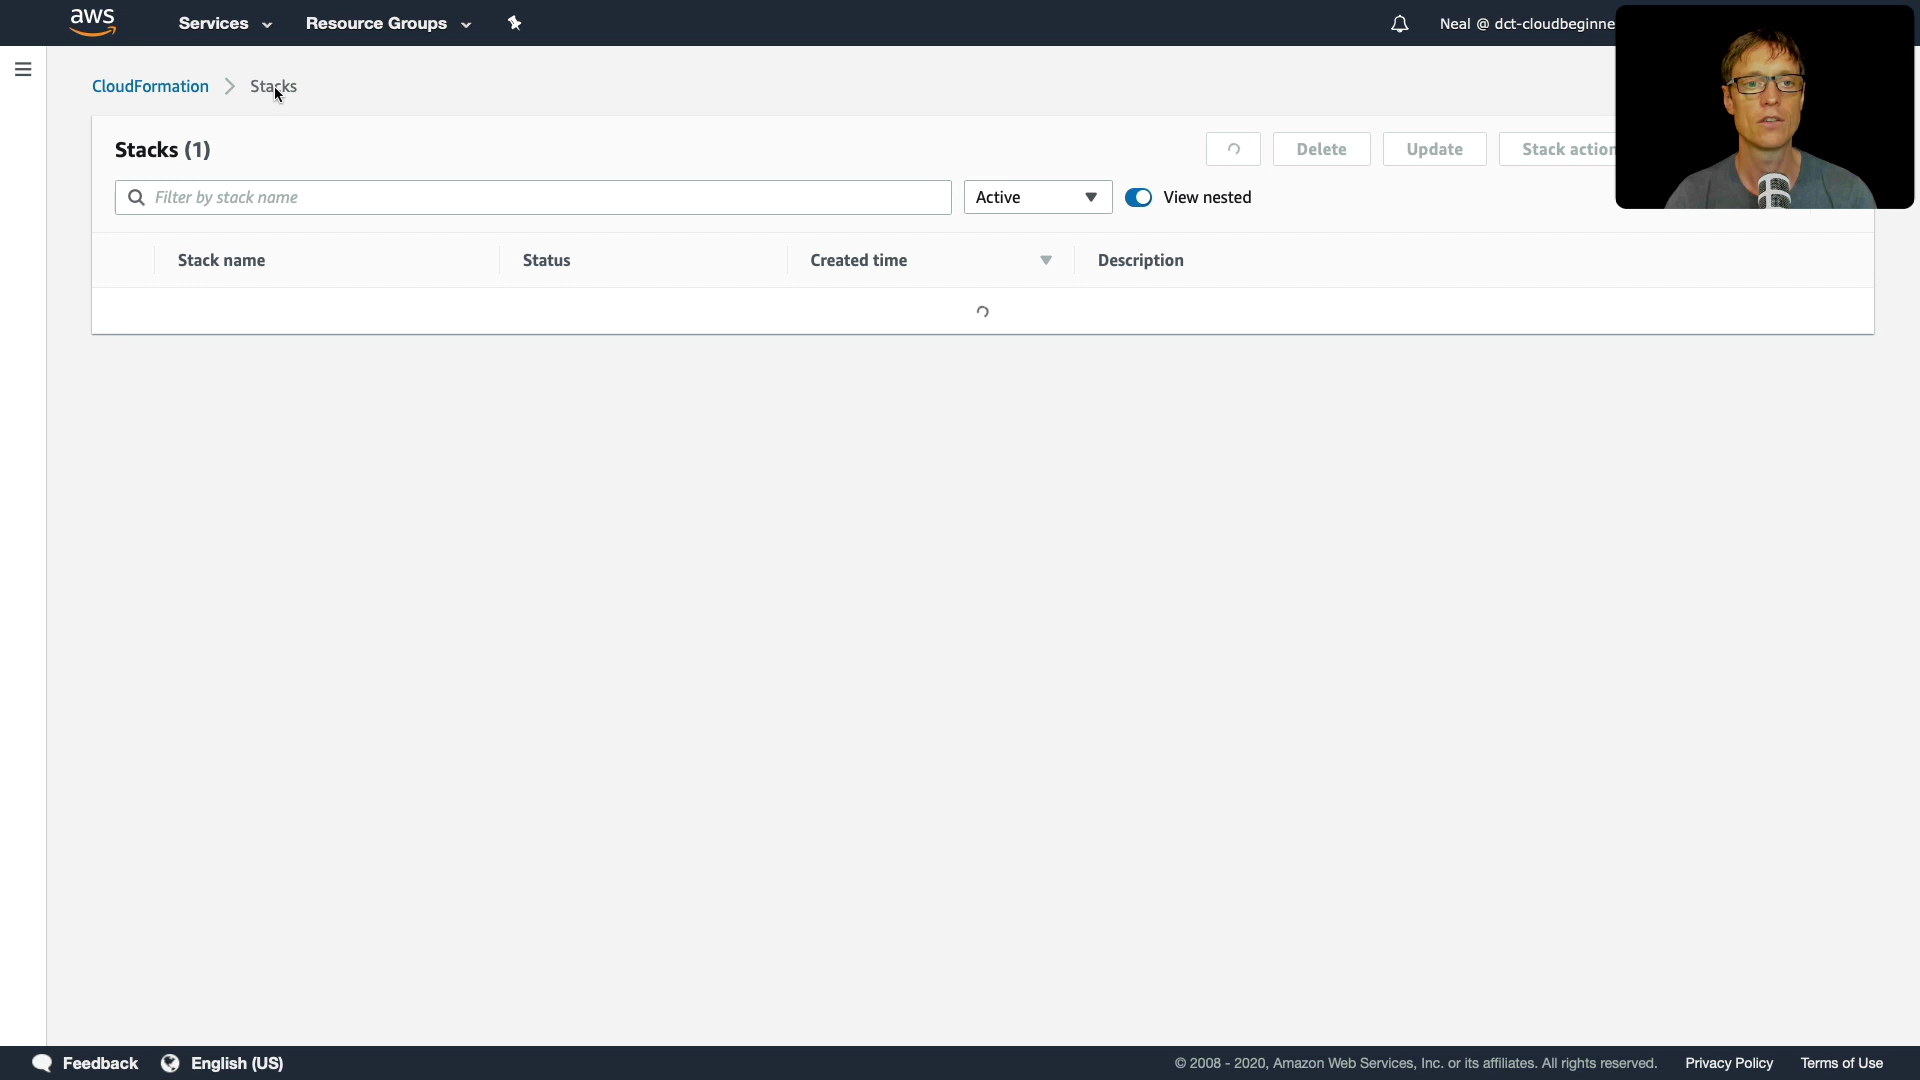 aws Services Resource Groups Neal @ dct-cloudbeginne
CloudFormation Stacks
Stacks (1) Delete Update Stack action
Filter by stack name Active View nested
Stack name Status Created time Description
Feedback English (US) © 2008 - 2020, Amazon Web Services, Inc. or its affiliates. All rights reserved. Privacy Policy Terms of Use